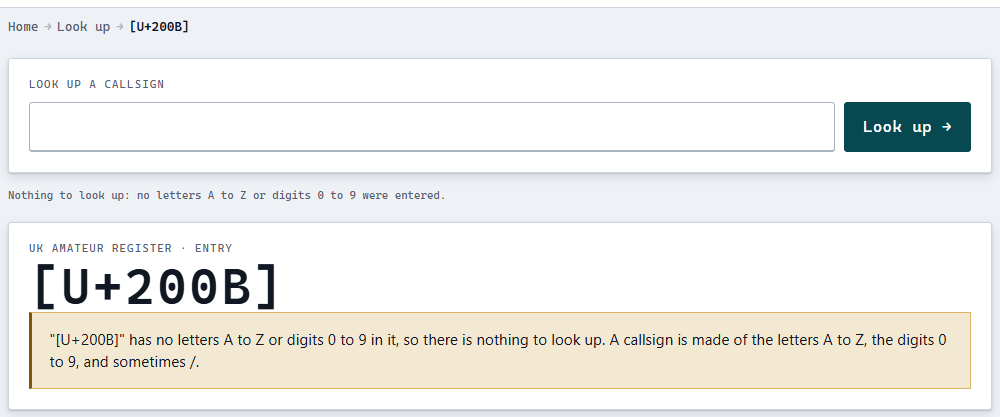 Home → Look up → [U+200B]
LOOK UP A CALLSIGN
Look up →
Nothing to look up: no letters A to Z or digits 0 to 9 were entered.
UK AMATEUR REGISTER · ENTRY
[U+200B]
"[U+200B]" has no letters A to Z or digits 0 to 9 in it, so there is nothing to look up. A callsign is made of the letters A to Z, the digits 0
to 9, and sometimes /.